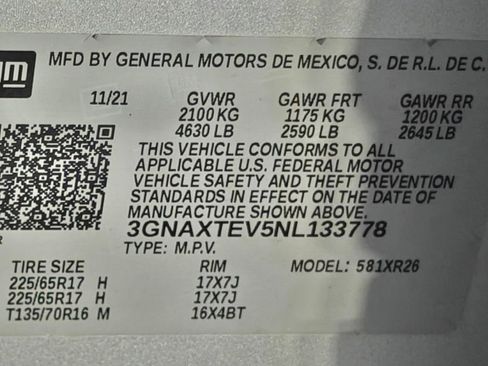 gm MFD BY GENERAL MOTORS DE MEXICO, S. DE R.L. DE C.
11/21 GVWR GAWR FRT GAWR RR
2100 KG 1175 KG 1200 KG
4630 LB 2590 LB 2645 LB
THIS VEHICLE CONFORMS TO ALL
APPLICABLE U.S. FEDERAL MOTOR
VEHICLE SAFETY AND THEFT PREVENTION
STANDARDS IN EFFECT ON THE DATE OF
MANUFACTURE SHOWN ABOVE.
3GNAXTEV5NL133778
TYPE: M.P.V.
TIRE SIZE RIM MODEL: 581XR26
225/65R17 H 17X7J
225/65R17 H 17X7J
T135/70R16 M 16X4BT